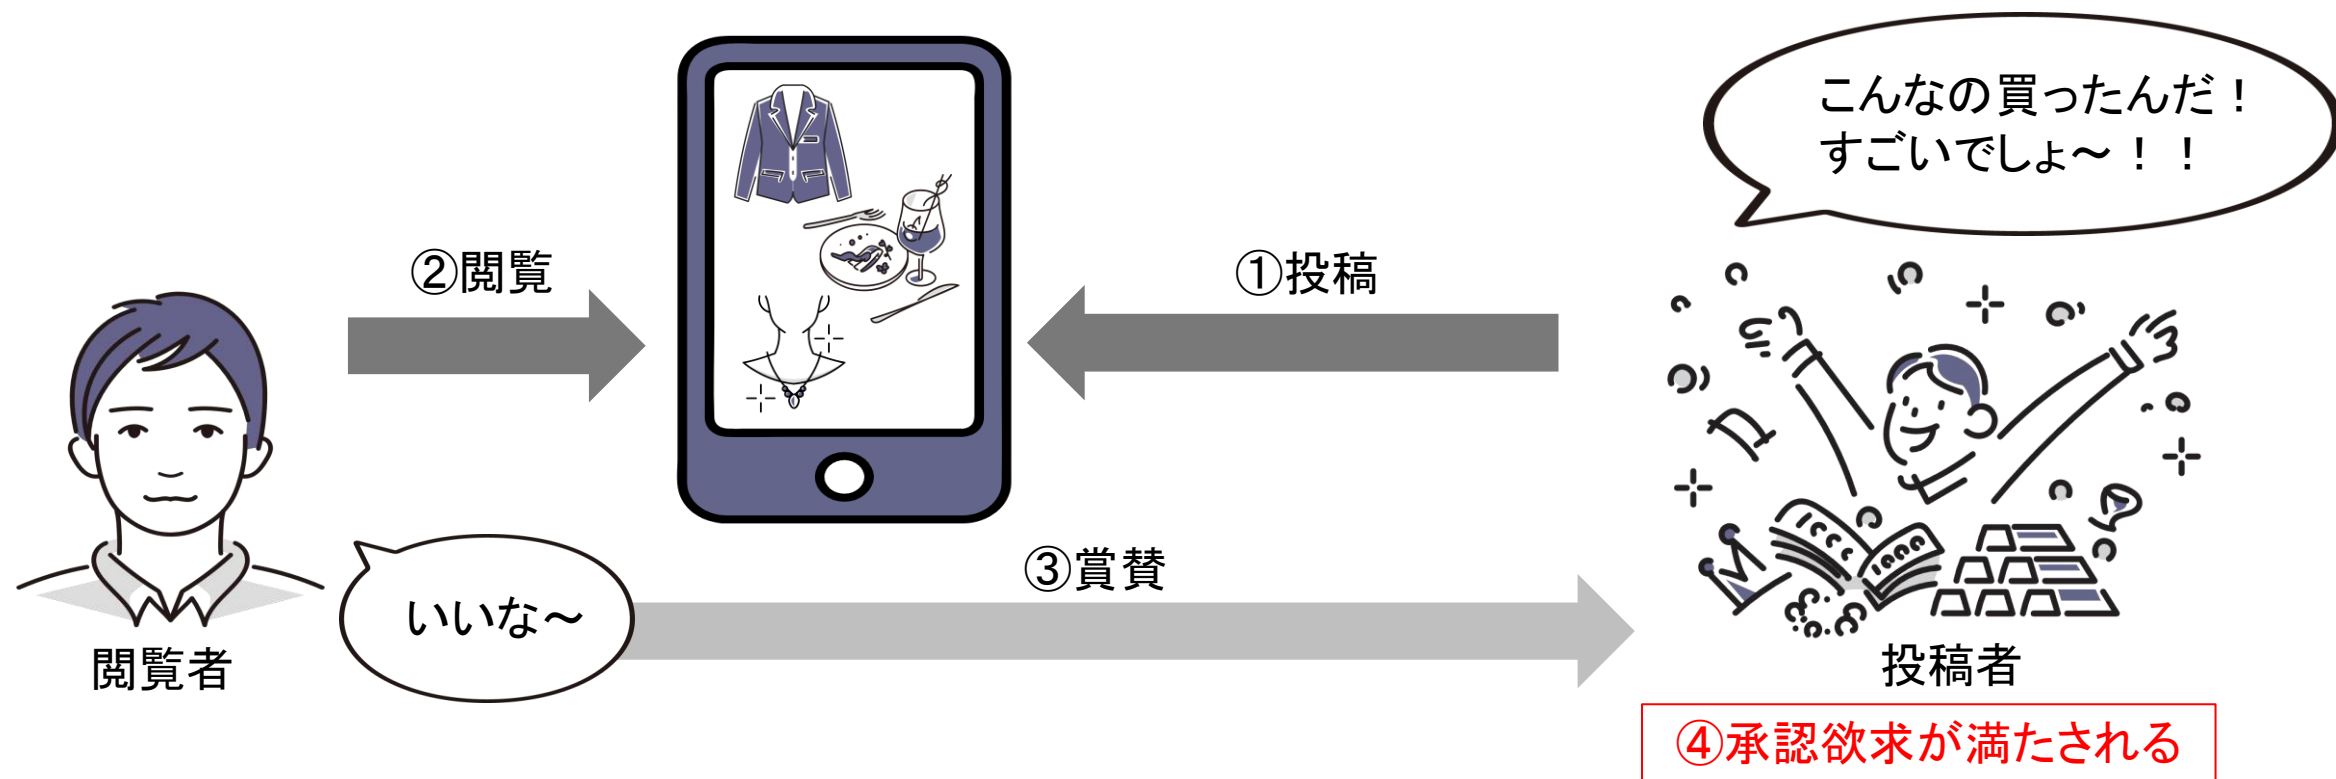 こんなの買ったんだ！
すごいでしょ～！！
②閲覧
①投稿
③賞賛
いいな～
閲覧者
投稿者
④承認欲求が満たされる